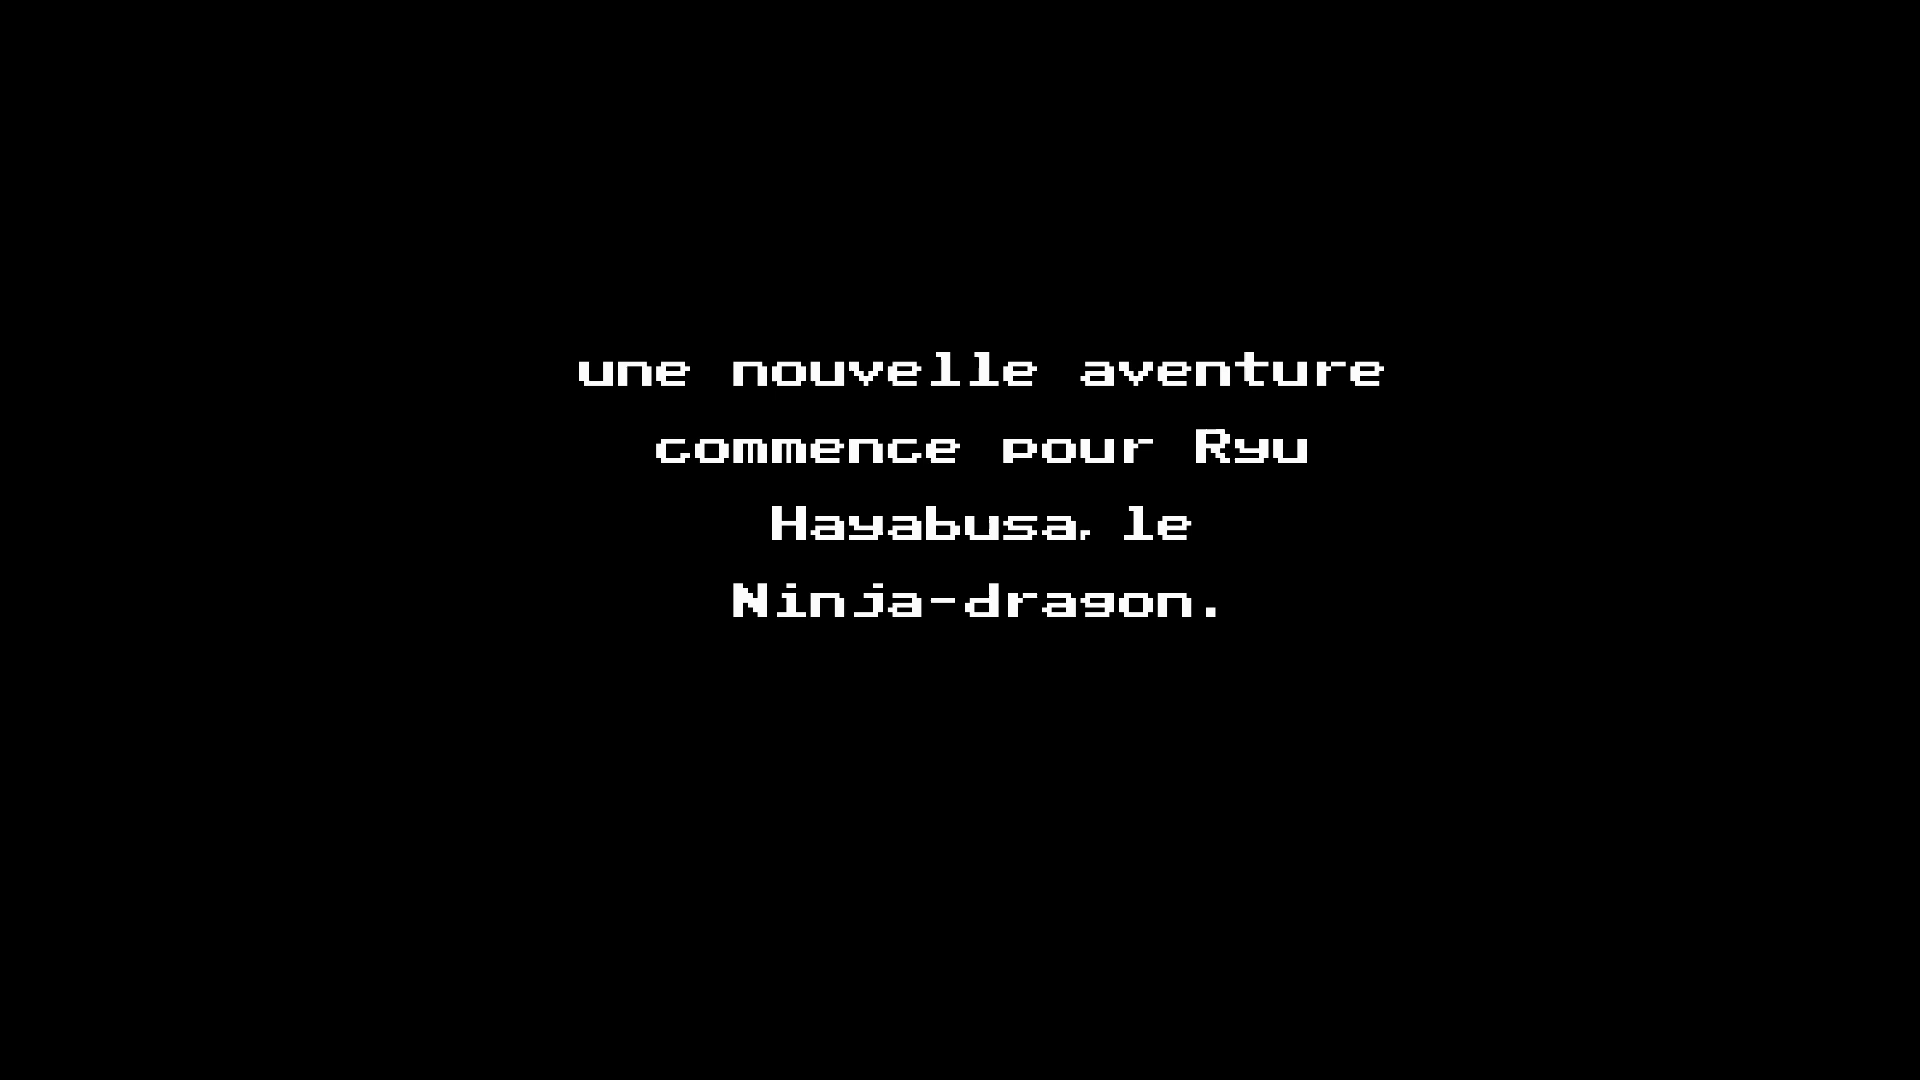 une nouvelle aventure
commence pour Ryu
Hayabusa, le
Ninja-dragon.